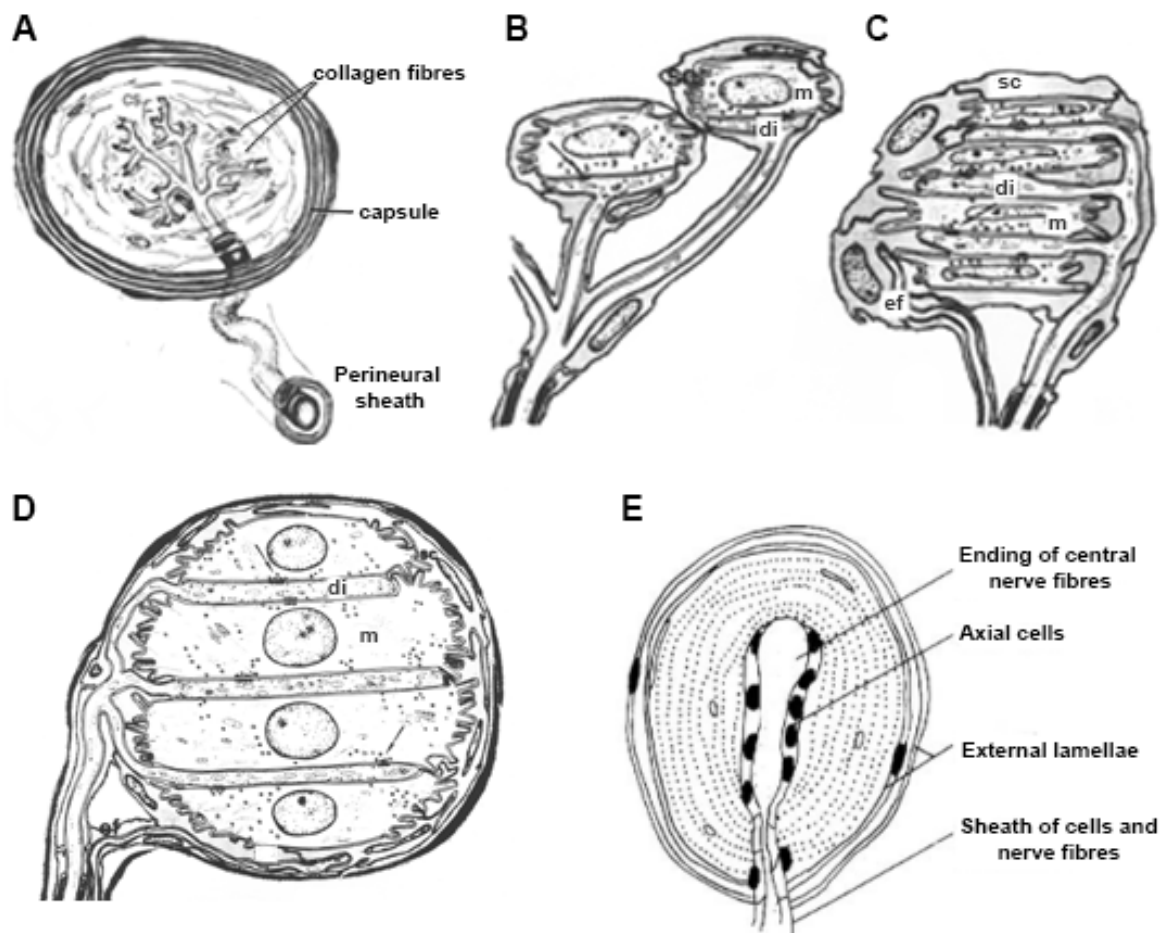 A
collagen fibres
cs
capsule
Perineural
sheath
B
m
di
C
sc
di
m
ef
D
sc
di
m
ef
E
Ending of central
nerve fibres
Axial cells
External lamellae
Sheath of cells and
nerve fibres